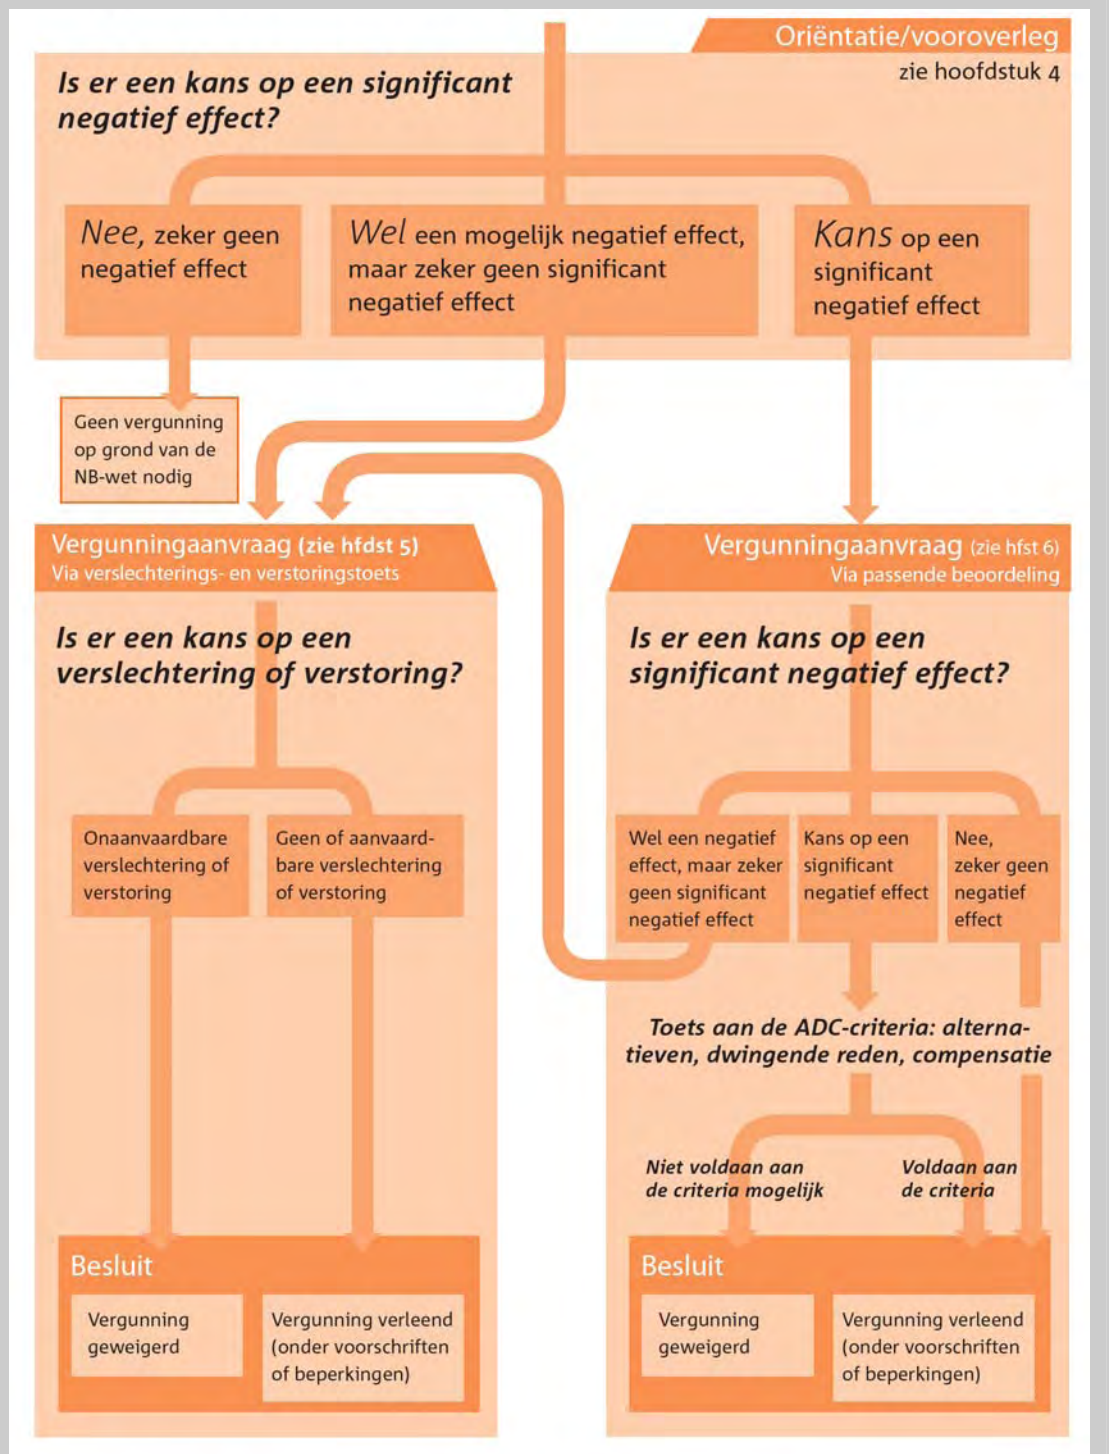 Oriëntatie/vooroverleg
zie hoofdstuk 4
Is er een kans op een significant
negatief effect?
Nee, zeker geen
negatief effect
Wel een mogelijk negatief effect,
maar zeker geen significant
negatief effect
Kans op een
significant
negatief effect
Geen vergunning
op grond van de
NB-wet nodig
Vergunningaanvraag (zie hfdst 5)
Via verslechterings- en verstoringstoets
Is er een kans op een
verslechtering of verstoring?
Onaanvaardbare
verslechtering of
verstoring
Geen of aanvaard-
bare verslechtering
of verstoring
Besluit
Vergunning
geweigerd
Vergunning verleend
(onder voorschriften
of beperkingen)
Vergunningaanvraag (zie hfst 6)
Via passende beoordeling
Is er een kans op een
significant negatief effect?
Wel een negatief
effect, maar zeker
geen significant
negatief effect
Kans op een
significant
negatief effect
Nee,
zeker geen
negatief
effect
Toets aan de ADC-criteria: alterna-
tieven, dwingende reden, compensatie
Niet voldaan aan
de criteria mogelijk
Voldaan aan
de criteria
Besluit
Vergunning
geweigerd
Vergunning verleend
(onder voorschriften
of beperkingen)